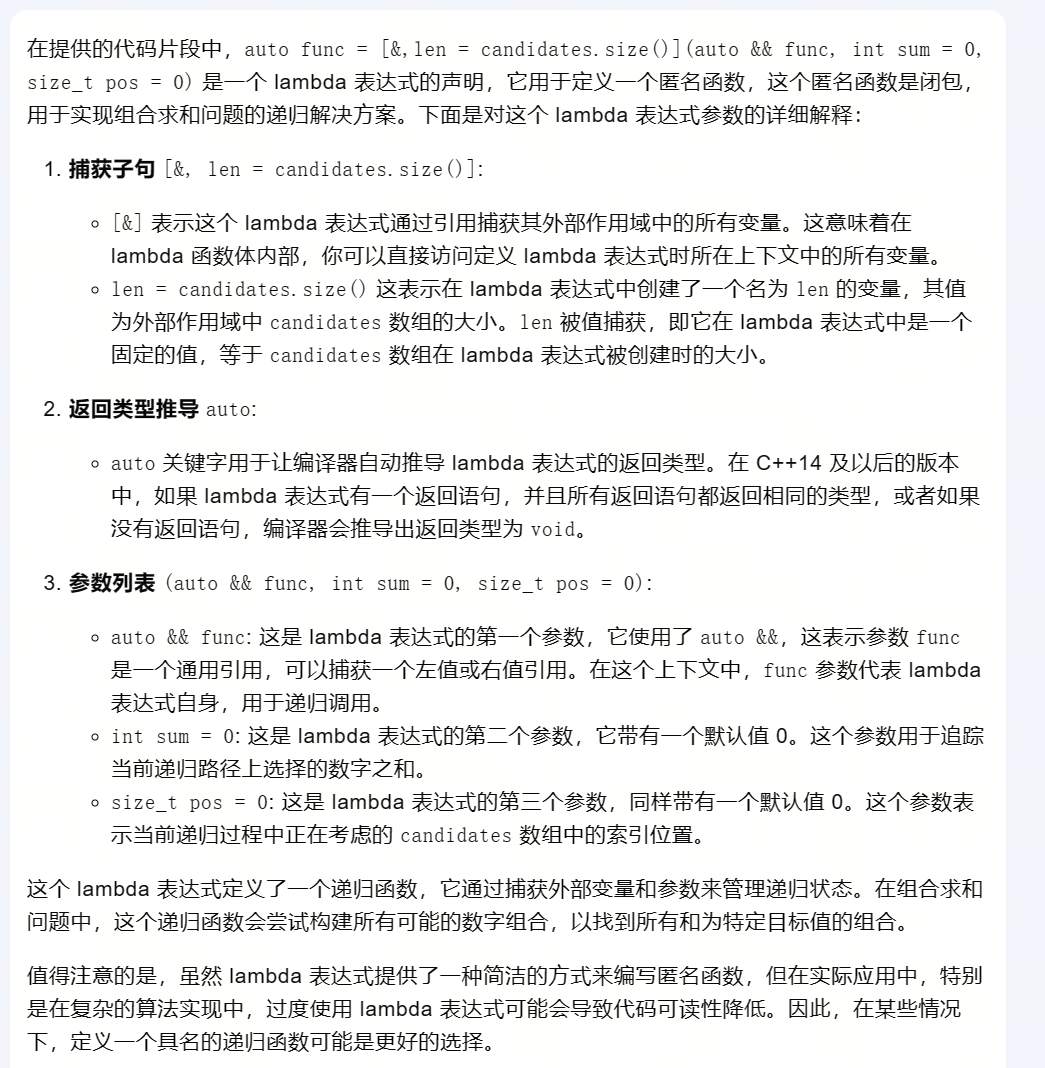 在提供的代码片段中，auto func = [&,len = candidates.size()](auto && func, int sum = 0,
size_t pos = 0) 是一个 lambda 表达式的声明，它用于定义一个匿名函数，这个匿名函数是闭包，
用于实现组合求和问题的递归解决方案。下面是对这个 lambda 表达式参数的详细解释：
1. 捕获子句 [&, len = candidates.size()]:
◦ [&] 表示这个 lambda 表达式通过引用捕获其外部作用域中的所有变量。这意味着在
lambda 函数体内部，你可以直接访问定义 lambda 表达式时所在上下文中的所有变量。
◦ len = candidates.size() 这表示在 lambda 表达式中创建了一个名为 len 的变量，其值
为外部作用域中 candidates 数组的大小。len 被值捕获，即它在 lambda 表达式中是一个
固定的值，等于 candidates 数组在 lambda 表达式被创建时的大小。
2. 返回类型推导 auto:
◦ auto 关键字用于让编译器自动推导 lambda 表达式的返回类型。在 C++14 及以后的版本
中，如果 lambda 表达式有一个返回语句，并且所有返回语句都返回相同的类型，或者如果
没有返回语句，编译器会推导出返回类型为 void。
3. 参数列表 (auto && func, int sum = 0, size_t pos = 0):
◦ auto && func: 这是 lambda 表达式的第一个参数，它使用了 auto &&，这表示参数 func
是一个通用引用，可以捕获一个左值或右值引用。在这个上下文中，func 参数代表 lambda
表达式自身，用于递归调用。
◦ int sum = 0: 这是 lambda 表达式的第二个参数，它带有一个默认值 0。这个参数用于追踪
当前递归路径上选择的数字之和。
◦ size_t pos = 0: 这是 lambda 表达式的第三个参数，同样带有一个默认值 0。这个参数表
示当前递归过程中正在考虑的 candidates 数组中的索引位置。
这个 lambda 表达式定义了一个递归函数，它通过捕获外部变量和参数来管理递归状态。在组合求和
问题中，这个递归函数会尝试构建所有可能的数字组合，以找到所有和为特定目标值的组合。
值得注意的是，虽然 lambda 表达式提供了一种简洁的方式来编写匿名函数，但在实际应用中，特别
是在复杂的算法实现中，过度使用 lambda 表达式可能会导致代码可读性降低。因此，在某些情况
下，定义一个具名的递归函数可能是更好的选择。